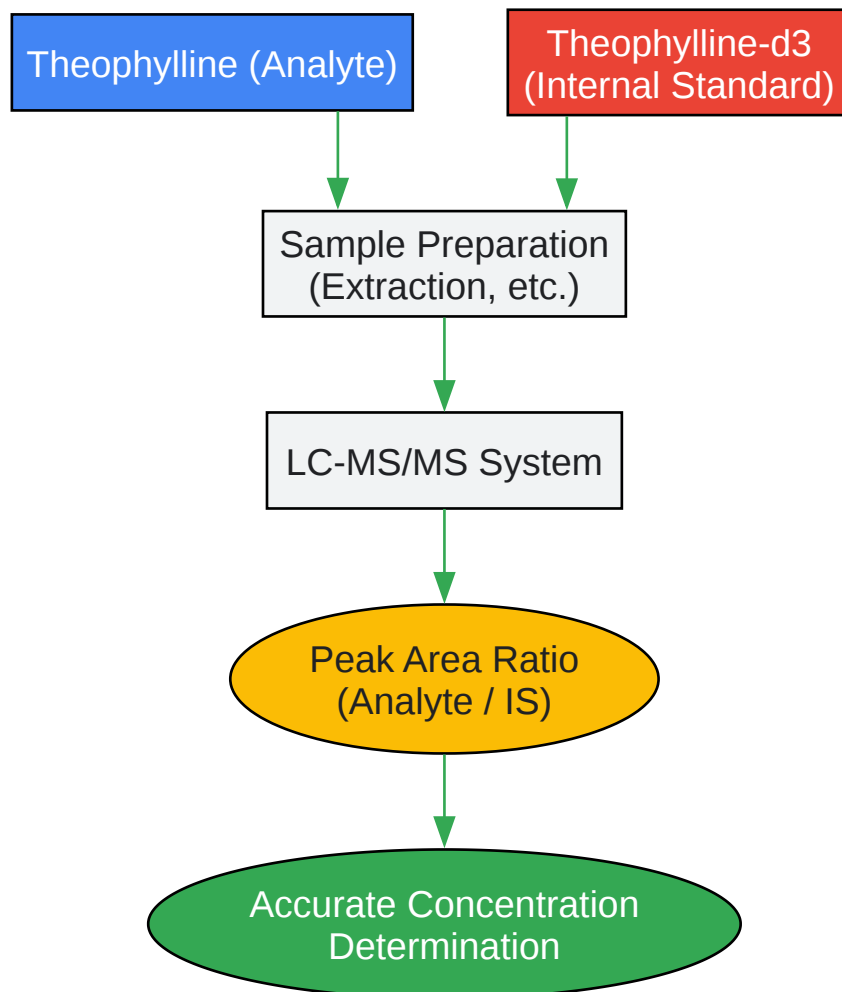 Theophylline (Analyte)
Theophylline-d3
(Internal Standard)
Sample Preparation
(Extraction, etc.)
LC-MS/MS System
Peak Area Ratio
(Analyte / IS)
Accurate Concentration
Determination